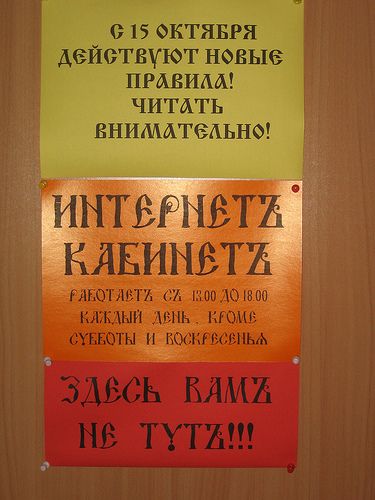 С 15 ОКТЯБРЯ
ДЕЙСТВУЮТ НОВЫЕ
ПРАВИЛА!
ЧИТАТЬ
ВНИМАТЕЛЬНО!
ИНТЕРНЕТЪ
КАБИНЕТЪ
РАБОТАЕТЪ СЪ 13.00 ДО 18.00
КАЖДЫЙ ДЕНЬ , КРОМЕ
СУББОТЫ И ВОСКРЕСЕНЬЯ
ЗДЕСЬ ВАМЪ
НЕ ТУТЪ!!!